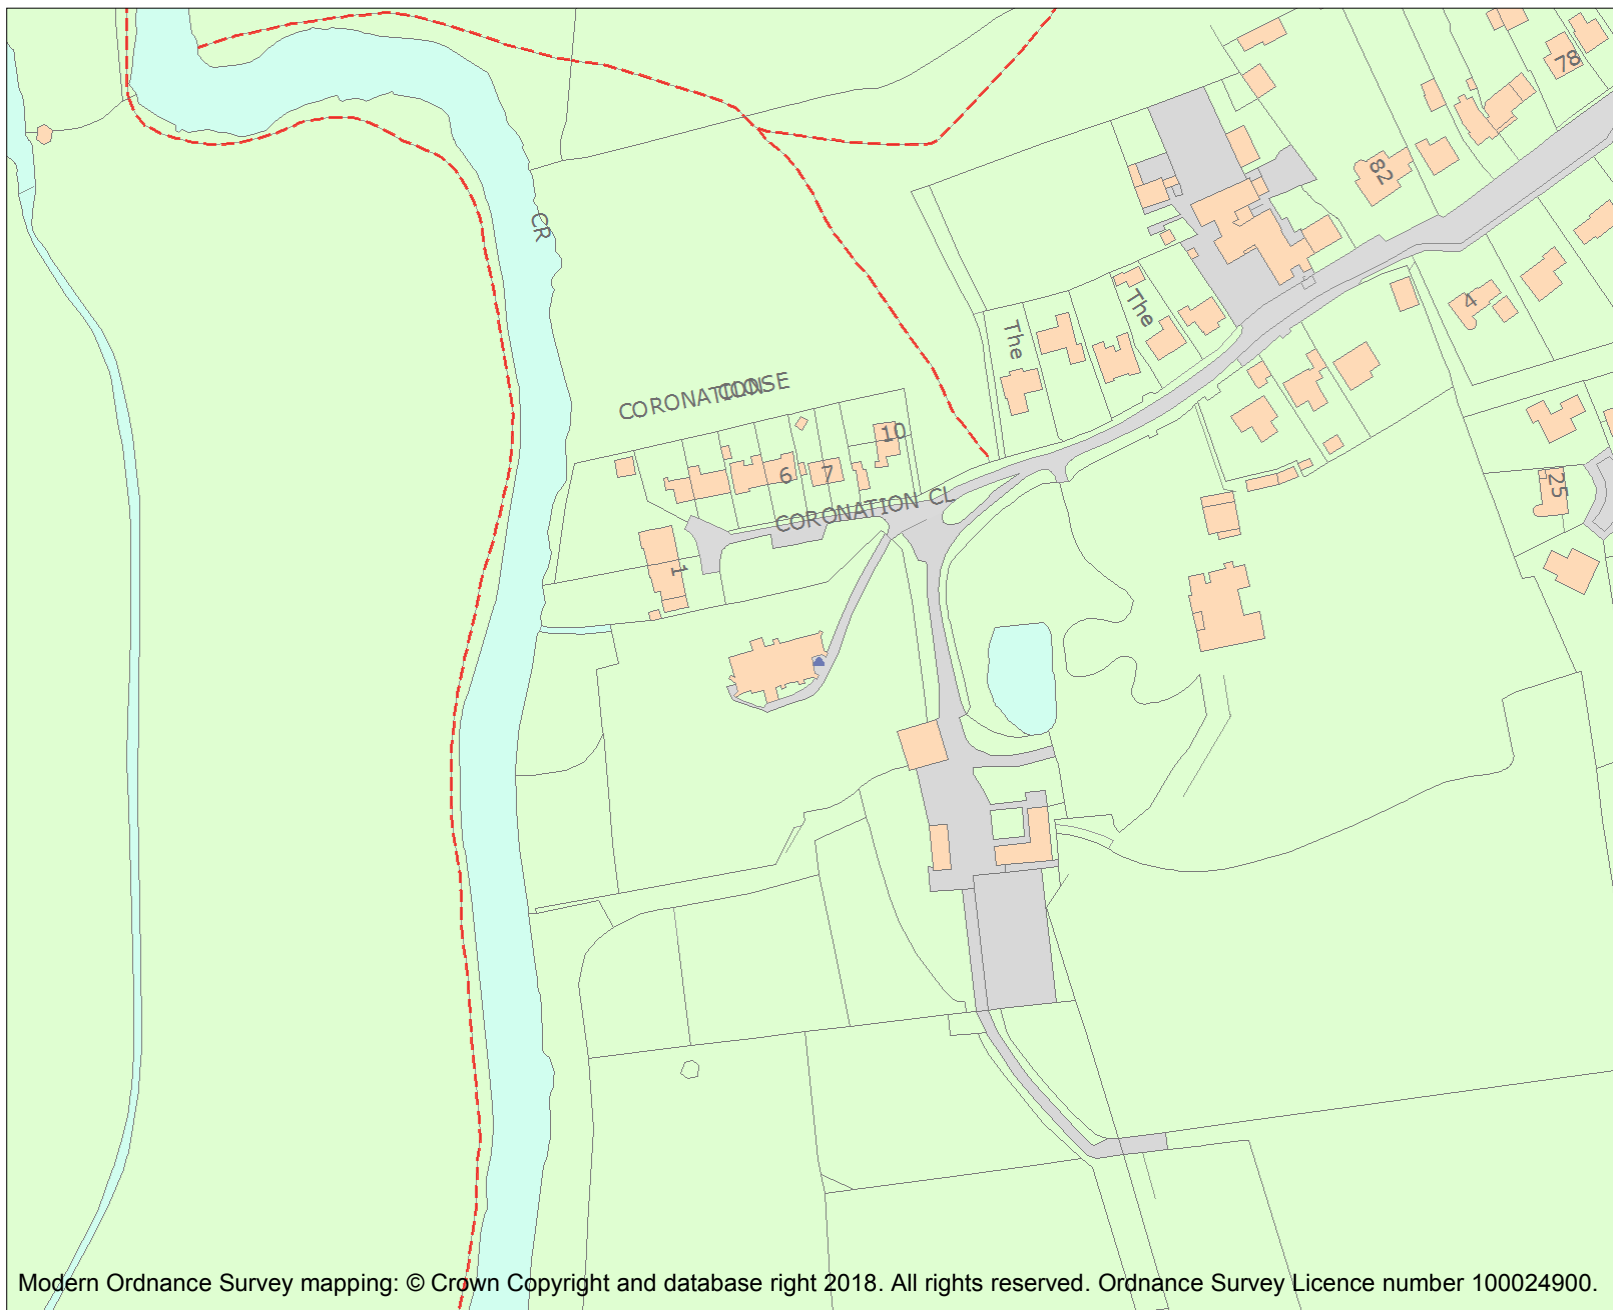 78
82
CR
4
The
The
CORONATION
CLOSE
10
6
7
25
CORONATION CL
1
Modern Ordnance Survey mapping: © Crown Copyright and database right 2018. All rights reserved. Ordnance Survey Licence number 100024900.